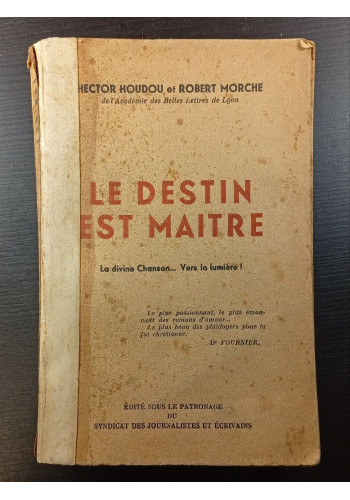 HECTOR HOUDOU et ROBERT MORCHE
de l'Académie des Belles Lettres de Lyon
LE DESTIN
EST MAITRE
La divine Chanson... Vers la lumière !
Le plus passionnant, le plus émou-
vant des romans d'amour...
Le plus beau des plaidoyers pour la
foi chrétienne.
Dr FOURNIER.
ÉDITÉ SOUS LE PATRONAGE
DU
SYNDICAT DES JOURNALISTES ET ÉCRIVAINS